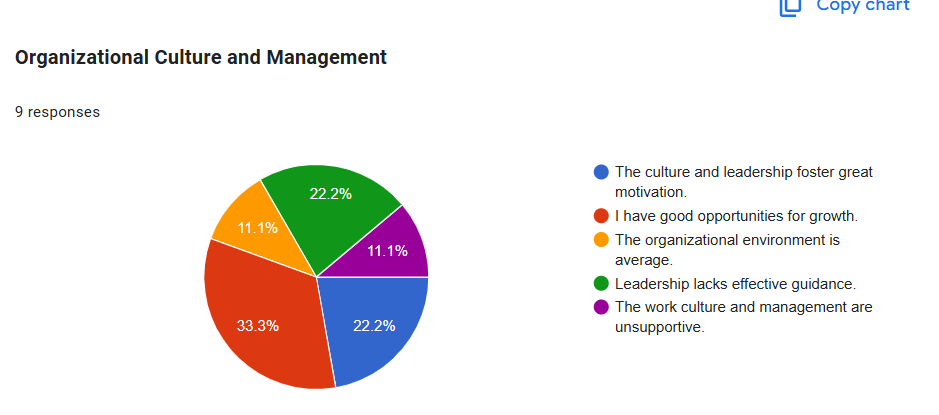 Copy chart
Organizational Culture and Management
9 responses
22.2%
11.1%
11.1%
33.3%
22.2%
The culture and leadership foster great
motivation.
I have good opportunities for growth.
The organizational environment is
average.
Leadership lacks effective guidance.
The work culture and management are
unsupportive.